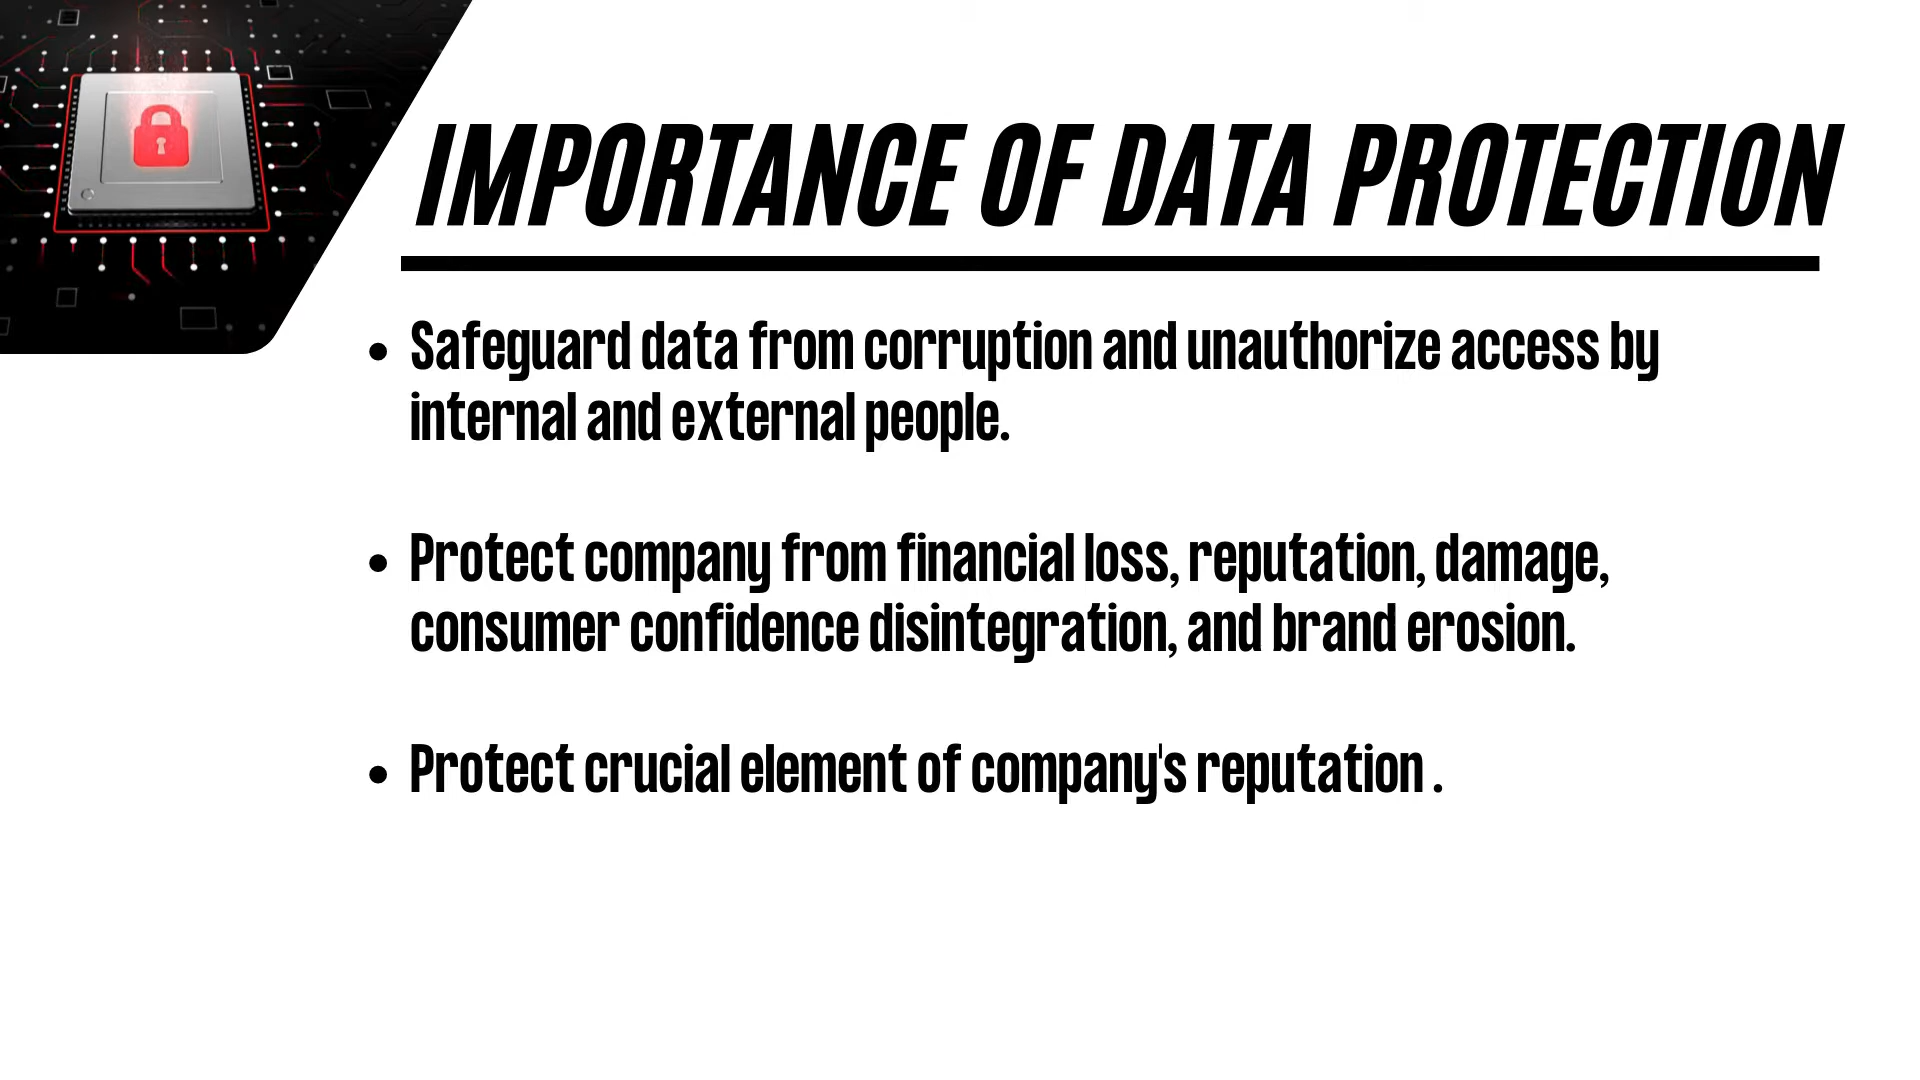 IMPORTANCE OF DATA PROTECTION
• Safeguard data from corruption and unauthorize access by
internal and external people.
• Protect company from financial loss, reputation, damage,
consumer confidence disintegration, and brand erosion.
• Protect crucial element of company's reputation .